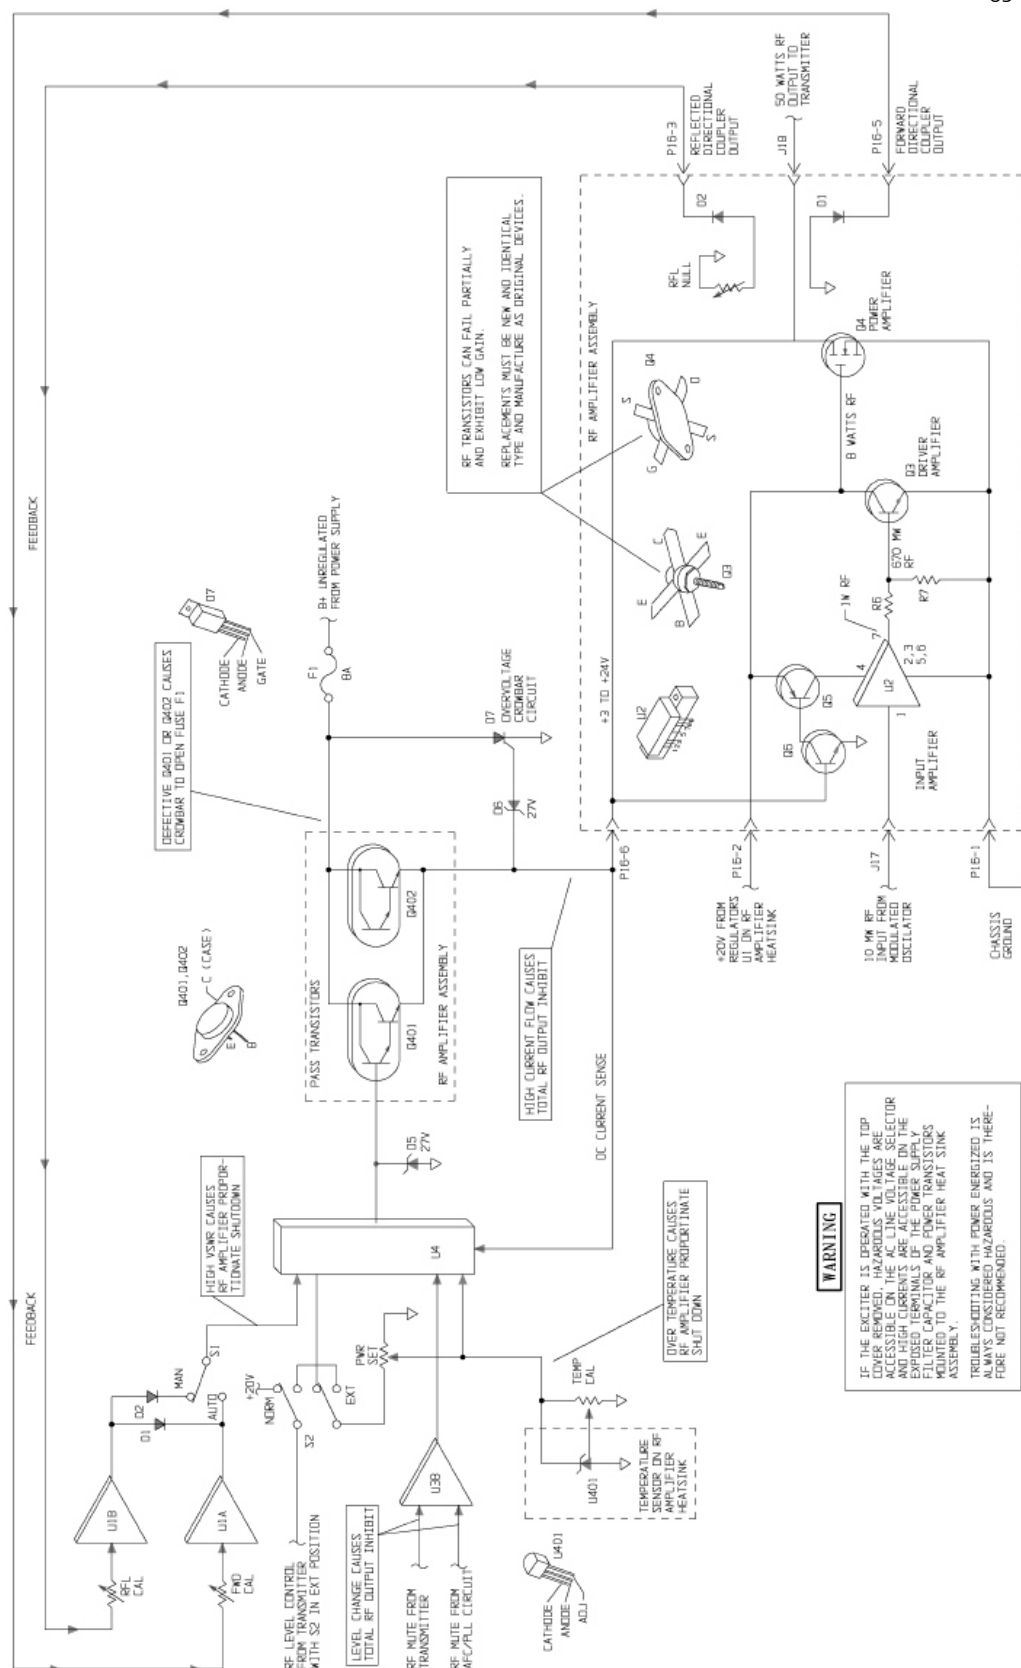 FEEDBACK
FEEDBACK
RFL
CAL
FWD
CAL
U1B
U1A
D2
D1
MAN
AUTO
S1
HIGH VSWR CAUSES
RF AMPLIFIER PROPOR-
TIONATE SHUTDOWN
RF LEVEL CONTROL
FROM TRANSMITTER
WITH S2 IN EXT POSITION
+20V
NORM
S2
EXT
PWR
SET
U4
LEVEL CHANGE CAUSES
TOTAL RF OUTPUT INHIBIT
RF MUTE FROM
TRANSMITTER
RF MUTE FROM
AFC/PLL CIRCUIT
U3B
CATHODE
ANODE
ADJ
U401
TEMPERATURE
SENSOR ON RF
AMPLIFIER
HEATSINK
U401
TEMP
CAL
OVER TEMPERATURE CAUSES
RF AMPLIFIER PROPORTINATE
SHUT DOWN
D5
27V
DC CURRENT SENSE
Q401,Q402
C (CASE)
E
B
PASS TRANSISTORS
Q401
Q402
RF AMPLIFIER ASSEMBLY
HIGH CURRENT FLOW CAUSES
TOTAL RF OUTPUT INHIBIT
DEFECTIVE Q401 OR Q402 CAUSES
CROWBAR TO OPEN FUSE F1
CATHODE
ANODE
GATE
D7
F1
8A
B+ UNREGULATED
FROM POWER SUPPLY
D7
OVERVOLTAGE
CROWBAR
CIRCUIT
D6
27V
RF TRANSISTORS CAN FAIL PARTIALLY
AND EXHIBIT LOW GAIN.
REPLACEMENTS MUST BE NEW AND IDENTICAL
TYPE AND MANUFACTURE AS ORIGINAL DEVICES.
RF AMPLIFIER ASSEMBLY
P16-6
+3 TO +24V
U2
E
C
B
E
Q3
G
S
S
D
Q4
RFL
NULL
D2
D1
P16-3
REFLECTED
DIRECTIONAL
COUPLER
OUTPUT
J18
50 WATTS RF
OUTPUT TO
TRANSMITTER
P16-5
FORWARD
DIRECTIONAL
COUPLER
OUTPUT
+20V FROM
REGULATORS
U1 ON RF
AMPLIFIER
HEATSINK
P16-2
10 MW RF
INPUT FROM
MODULATED
OSCILATOR
J17
CHASSIS
GROUND
P16-1
Q6
Q5
INPUT
AMPLIFIER
1
U2
4
7
2,3
5,6
1W RF
R6
R7
670 MW
RF
Q3
DRIVER
AMPLIFIER
8 WATTS RF
Q4
POWER
AMPLIFIER
WARNING
IF THE EXCITER IS OPERATED WITH THE TOP
COVER REMOVED, HAZARDOUS VOLTAGES ARE
ACCESSIBLE ON THE AC LINE VOLTAGE SELECTOR
AND HIGH CURRENTS ARE ACCESSIBLE ON THE
EXPOSED TERMINALS OF THE POWER SUPPLY
FILTER CAPACITOR AND POWER TRANSISTORS
MOUNTED TO THE RF AMPLIFIER HEAT SINK
ASSEMBLY.
TROUBLESHOOTING WITH POWER ENERGIZED IS
ALWAYS CONSIDERED HAZARDOUS AND IS THERE-
FORE NOT RECOMMENDED.